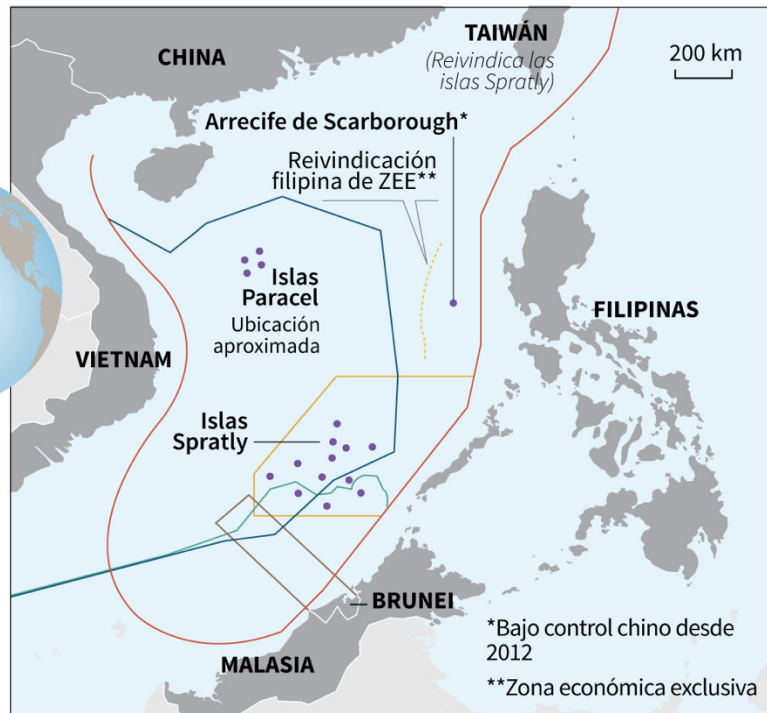 TAIWÁN
(Reivindica las
islas Spratly)
200 km
CHINA
Arrecife de Scarborough*
Reivindicación
filipina de ZEE**
Islas
Paracel
Ubicación
aproximada
FILIPINAS
VIETNAM
Islas
Spratly
BRUNEI
MALASIA
*Bajo control chino desde
2012
**Zona económica exclusiva